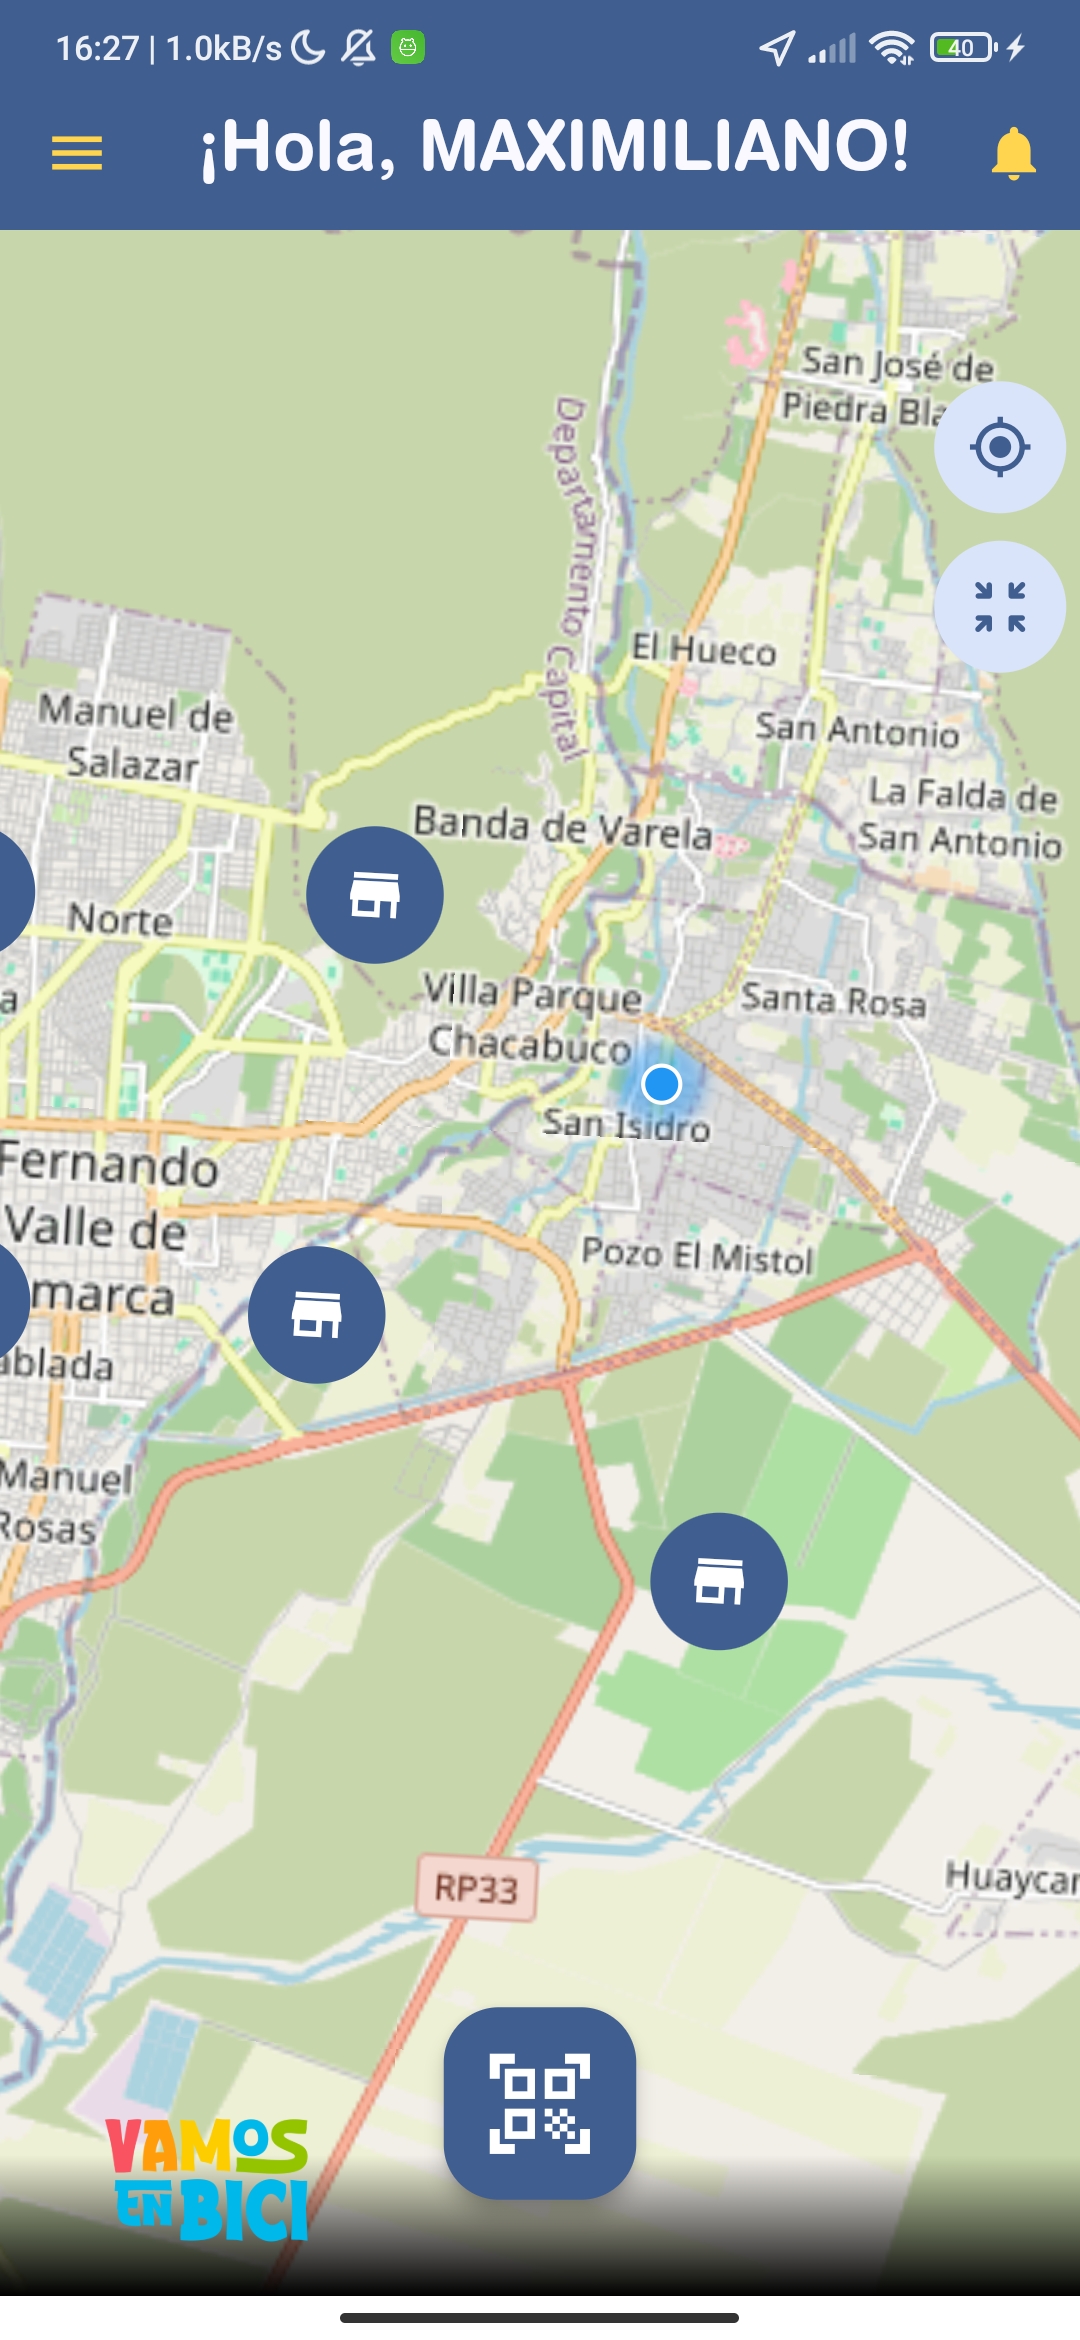 16:27 | 1.0kB/s
40
¡Hola, MAXIMILIANO!
San José de
Piedra Bla
Departamento Capital
El Hueco
Manuel de
Salazar
San Antonio
La Falda de
San Antonio
Banda de Varela
Norte
Villa Parque
Chacabuco
Santa Rosa
a
San Isidro
Fernando
Valle de
marca
Pozo El Mistol
ablada
Manuel
Rosas
RP33
Huaycar
VAMOS
EN BICI